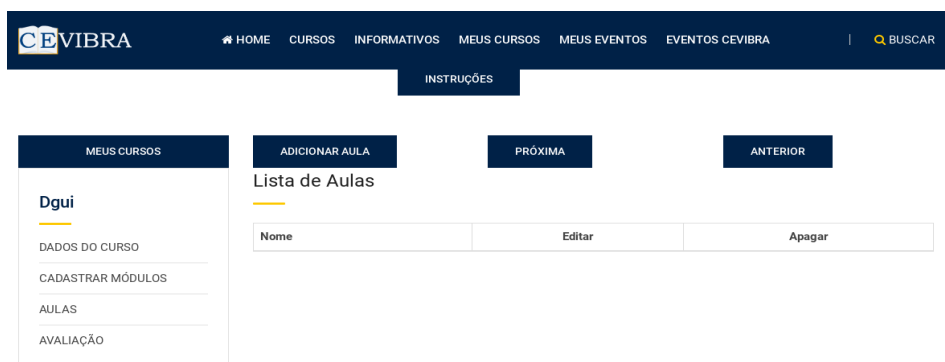 CEVIBRA
HOME CURSOS INFORMATIVOS MEUS CURSOS MEUS EVENTOS EVENTOS CEVIBRA | BUSCAR
INSTRUÇÕES
MEUS CURSOS
Dgui
DADOS DO CURSO
CADASTRAR MÓDULOS
AULAS
AVALIAÇÃO
ADICIONAR AULA PRÓXIMA ANTERIOR
Lista de Aulas
Nome Editar Apagar